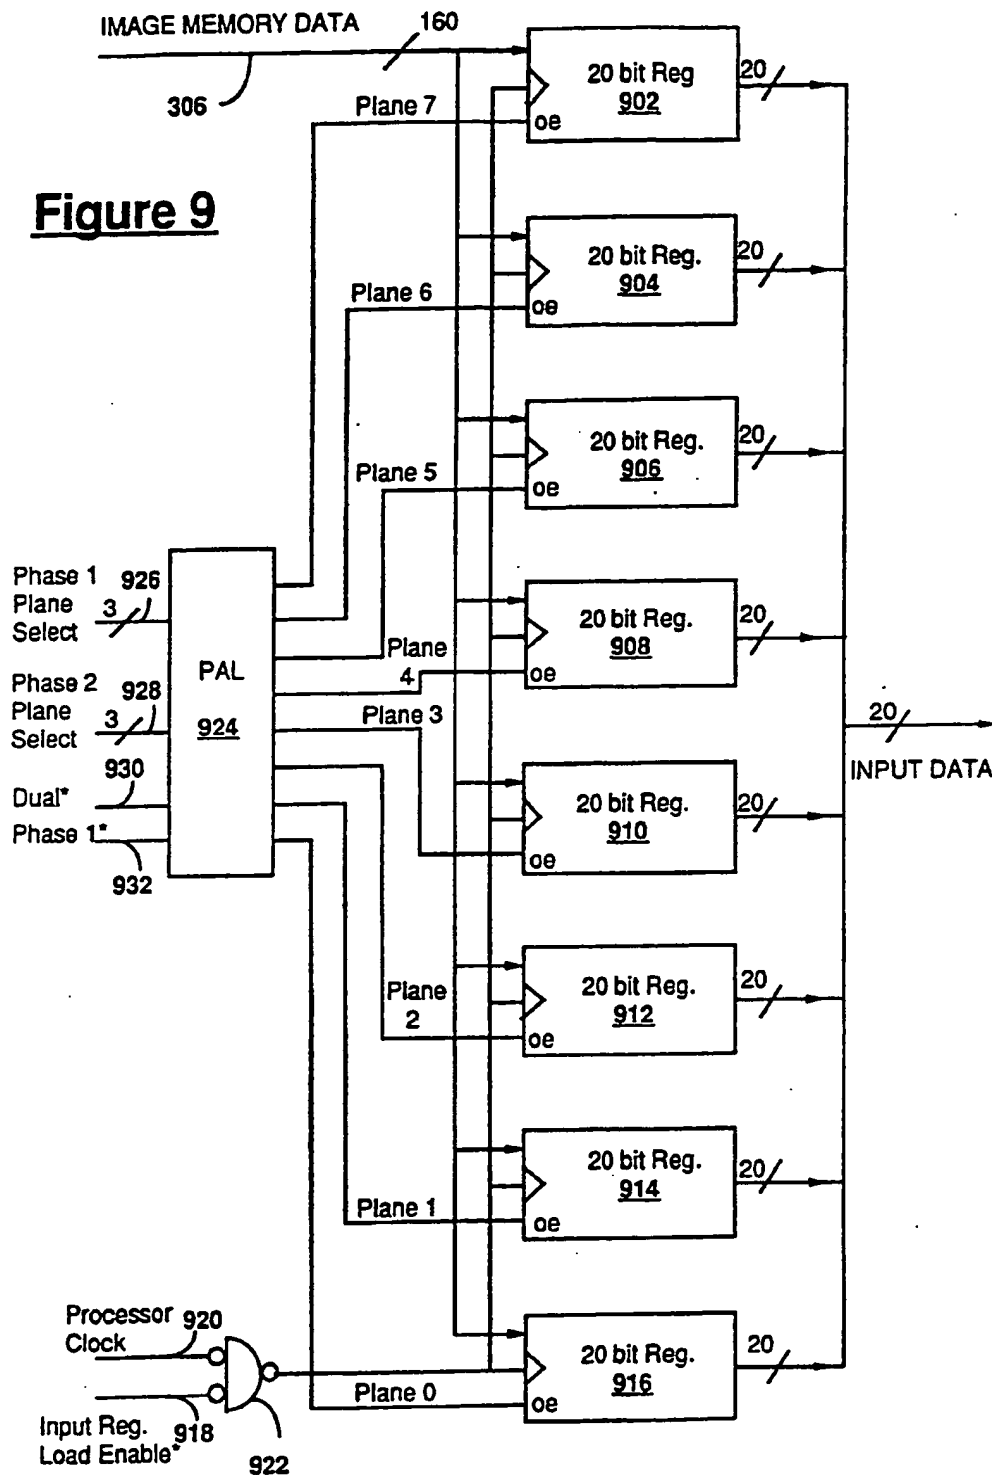 IMAGE MEMORY DATA
160
306
Figure 9
Plane 7
20 bit Reg
902
oe
20
Plane 6
20 bit Reg.
904
oe
20
Plane 5
20 bit Reg.
906
oe
20
Phase 1
Plane
Select
3
926
Phase 2
Plane
Select
3
928
Dual*
930
Phase 1*
932
PAL
924
Plane
4
20 bit Reg.
908
oe
20
Plane 3
20 bit Reg.
910
oe
20
20
INPUT DATA
Plane
2
20 bit Reg.
912
oe
20
Plane 1
20 bit Reg.
914
oe
20
Processor
Clock
920
Input Reg.
Load Enable*
918
922
Plane 0
20 bit Reg.
916
oe
20